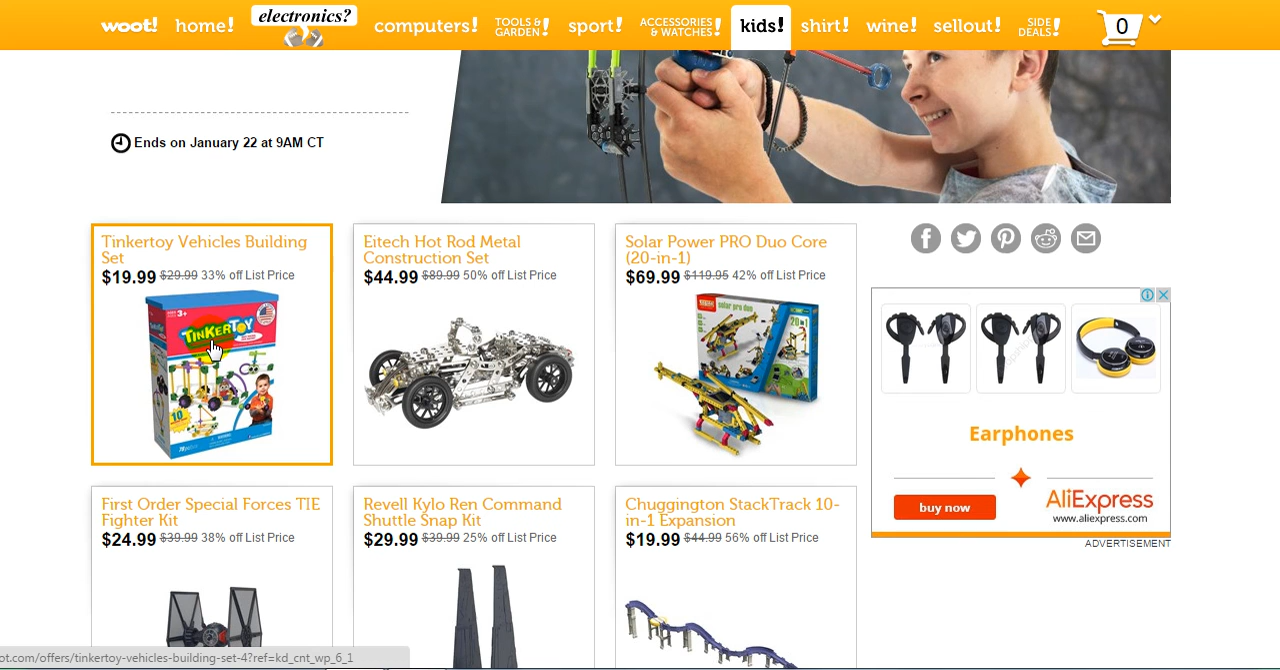 woot!
home!
electronics?
computers!
TOOLS &
GARDEN!
sport!
ACCESSORIES
& WATCHES!
kids!
shirt!
wine!
sellout!
SIDE
DEALS!
0
Ends on January 22 at 9AM CT
Tinkertoy Vehicles Building
Set
$19.99 $29.99 33% off List Price
TINKERTOY
Eitech Hot Rod Metal
Construction Set
$44.99 $89.99 50% off List Price
Solar Power PRO Duo Core
(20-in-1)
$69.99 $119.95 42% off List Price
solar pro duo
First Order Special Forces TIE
Fighter Kit
$24.99 $39.99 38% off List Price
Revell Kylo Ren Command
Shuttle Snap Kit
$29.99 $39.99 25% off List Price
Chuggington StackTrack 10-
in-1 Expansion
$19.99 $44.99 56% off List Price
Earphones
buy now
AliExpress
www.aliexpress.com
ADVERTISEMENT
ot.com/offers/tinkertoy-vehicles-building-set-4?ref=kd_cnt_wp_6_1